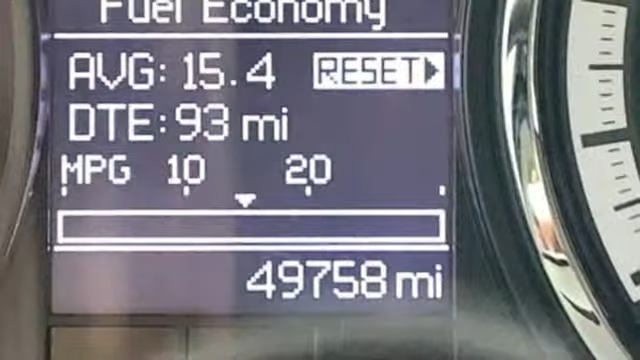 Fuel Economy
AVG: 15.4 RESET
DTE: 93 mi
MPG 10 20
49758 mi